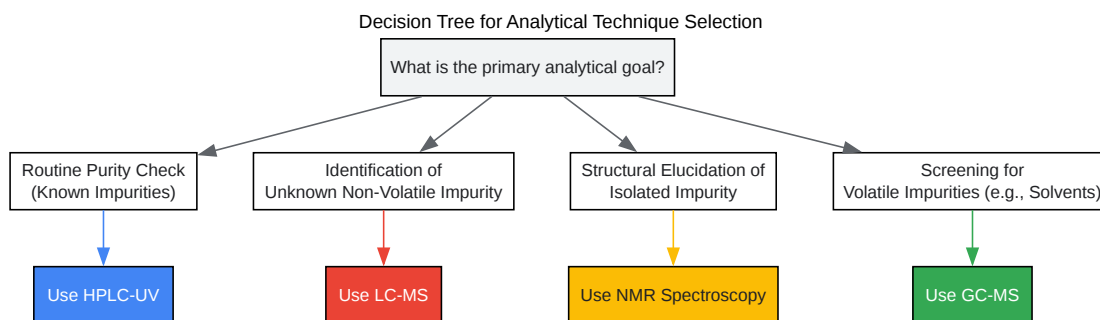 Decision Tree for Analytical Technique Selection
What is the primary analytical goal?
Routine Purity Check
(Known Impurities)
Identification of
Unknown Non-Volatile Impurity
Structural Elucidation of
Isolated Impurity
Screening for
Volatile Impurities (e.g., Solvents)
Use HPLC-UV
Use LC-MS
Use NMR Spectroscopy
Use GC-MS